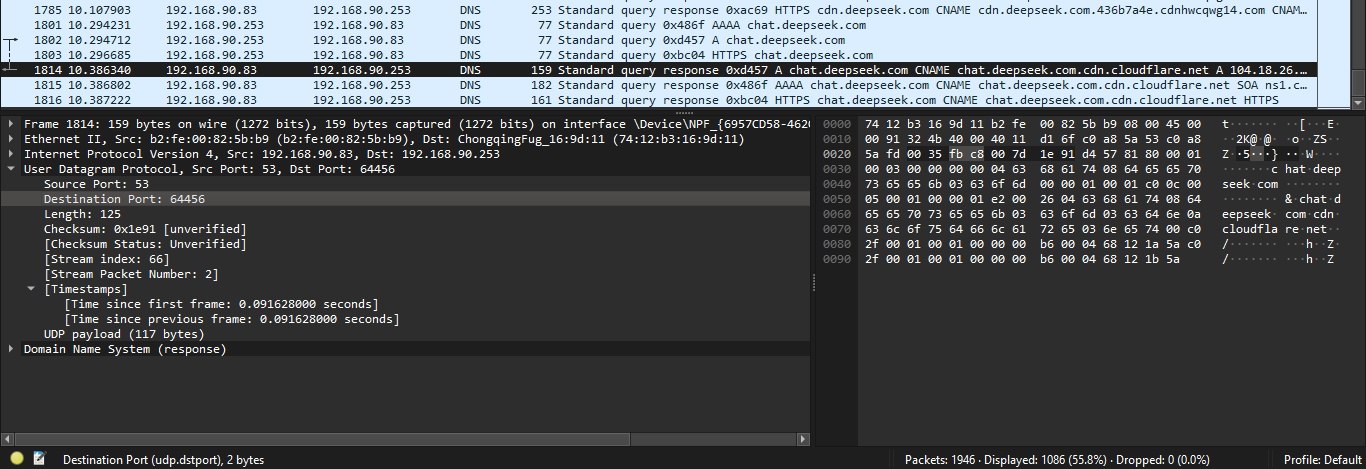 1785 10.107903 192.168.90.83 192.168.90.253 DNS 253 Standard query response 0xac69 HTTPS cdn.deepseek.com CNAME cdn.deepseek.com.436b7a4e.cdnhwcqwg14.com CNAM…
1801 10.294231 192.168.90.253 192.168.90.83 DNS 77 Standard query 0x486f AAAA chat.deepseek.com
1802 10.294712 192.168.90.253 192.168.90.83 DNS 77 Standard query 0xd457 A chat.deepseek.com
1803 10.296685 192.168.90.253 192.168.90.83 DNS 77 Standard query 0xbc04 HTTPS chat.deepseek.com
1814 10.386340 192.168.90.83 192.168.90.253 DNS 159 Standard query response 0xd457 A chat.deepseek.com CNAME chat.deepseek.com.cdn.cloudflare.net A 104.18.26.…
1815 10.386802 192.168.90.83 192.168.90.253 DNS 182 Standard query response 0x486f AAAA chat.deepseek.com CNAME chat.deepseek.com.cdn.cloudflare.net SOA ns1.c…
1816 10.387222 192.168.90.83 192.168.90.253 DNS 161 Standard query response 0xbc04 HTTPS chat.deepseek.com CNAME chat.deepseek.com.cdn.cloudflare.net HTTPS
Frame 1814: 159 bytes on wire (1272 bits), 159 bytes captured (1272 bits) on interface \Device\NPF_{6957CD58-4620
Ethernet II, Src: b2:fe:00:82:5b:b9 (b2:fe:00:82:5b:b9), Dst: ChongqingFug_16:9d:11 (74:12:b3:16:9d:11)
Internet Protocol Version 4, Src: 192.168.90.83, Dst: 192.168.90.253
User Datagram Protocol, Src Port: 53, Dst Port: 64456
Source Port: 53
Destination Port: 64456
Length: 125
Checksum: 0x1e91 [unverified]
[Checksum Status: Unverified]
[Stream index: 66]
[Stream Packet Number: 2]
[Timestamps]
[Time since first frame: 0.091628000 seconds]
[Time since previous frame: 0.091628000 seconds]
UDP payload (117 bytes)
Domain Name System (response)
0000 74 12 b3 16 9d 11 b2 fe 00 82 5b b9 08 00 45 00 t······· ··[···E·
0010 00 91 32 4b 40 00 40 11 d1 6f c0 a8 5a 53 c0 a8 ··2K@·@· ·o··ZS··
0020 5a fd 00 35 fb c8 00 7d 1e 91 d4 57 81 80 00 01 Z··5···} ···W····
0030 00 03 00 00 00 00 04 63 68 61 74 08 64 65 65 70 ·······c hat·deep
0040 73 65 65 6b 03 63 6f 6d 00 00 01 00 01 c0 0c 00 seek·com ········
0050 05 00 01 00 00 01 e2 00 26 04 63 68 61 74 08 64 ········ &·chat·d
0060 65 65 70 73 65 65 6b 03 63 6f 6d 03 63 64 6e 0a eepseek· com·cdn·
0070 63 6c 6f 75 64 66 6c 61 72 65 03 6e 65 74 00 c0 cloudfla re·net··
0080 2f 00 01 00 01 00 00 00 b6 00 04 68 12 1a 5a c0 /······· ···h··Z·
0090 2f 00 01 00 01 00 00 00 b6 00 04 68 12 1b 5a /······· ···h··Z
Destination Port (udp.dstport), 2 bytes Packets: 1946 · Displayed: 1086 (55.8%) · Dropped: 0 (0.0%) Profile: Default